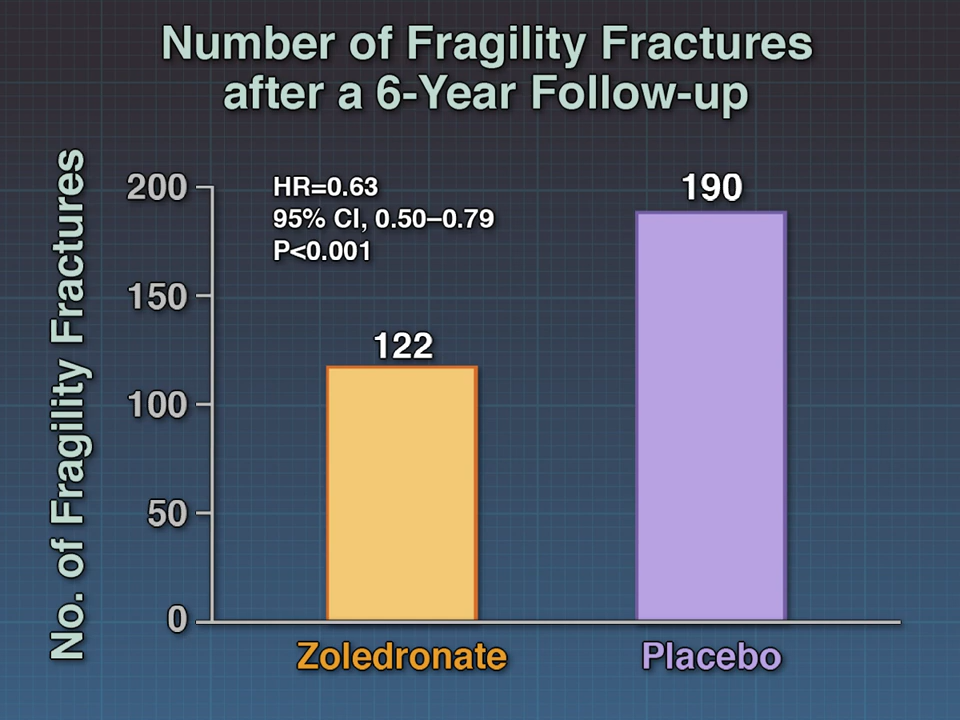 Number of Fragility Fractures
after a 6-Year Follow-up
No. of Fragility Fractures
200
150
100
50
0
HR=0.63
95% CI, 0.50–0.79
P<0.001
122
190
Zoledronate
Placebo